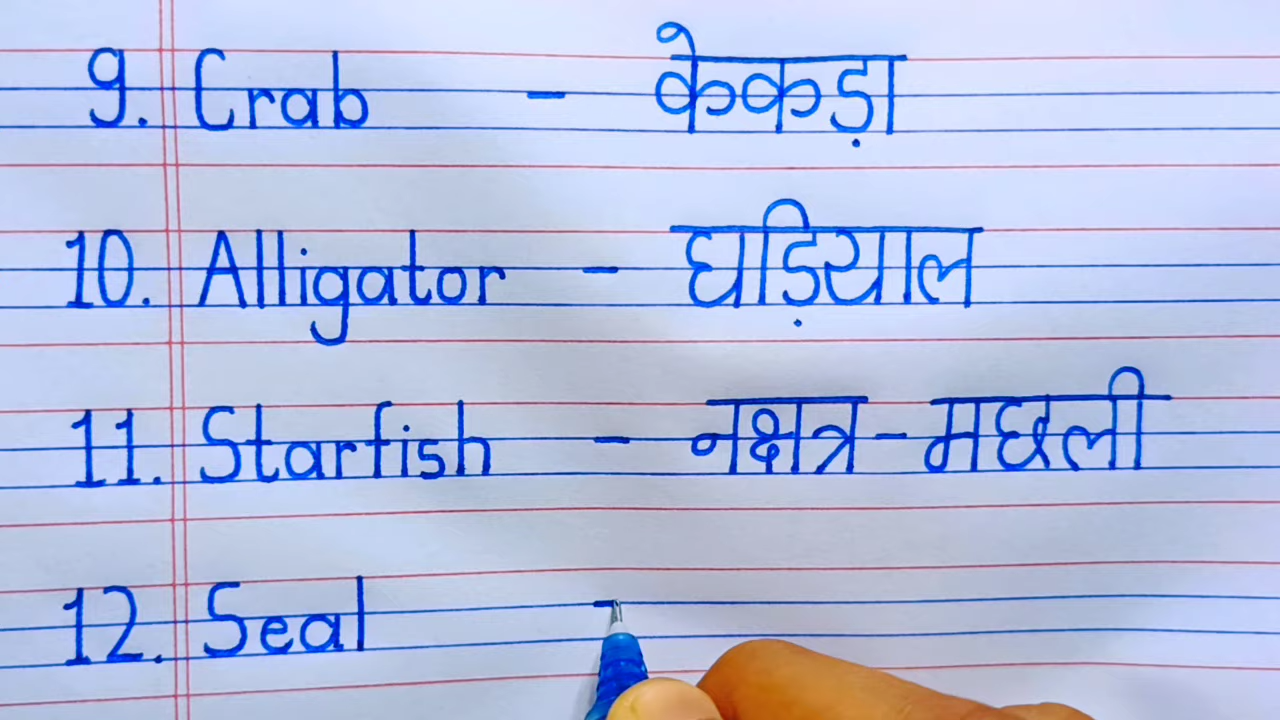 9. Crab - केकड़ा
10. Alligator - घड़ियाल
11. Starfish - नक्षत्र-मछली
12. Seal -